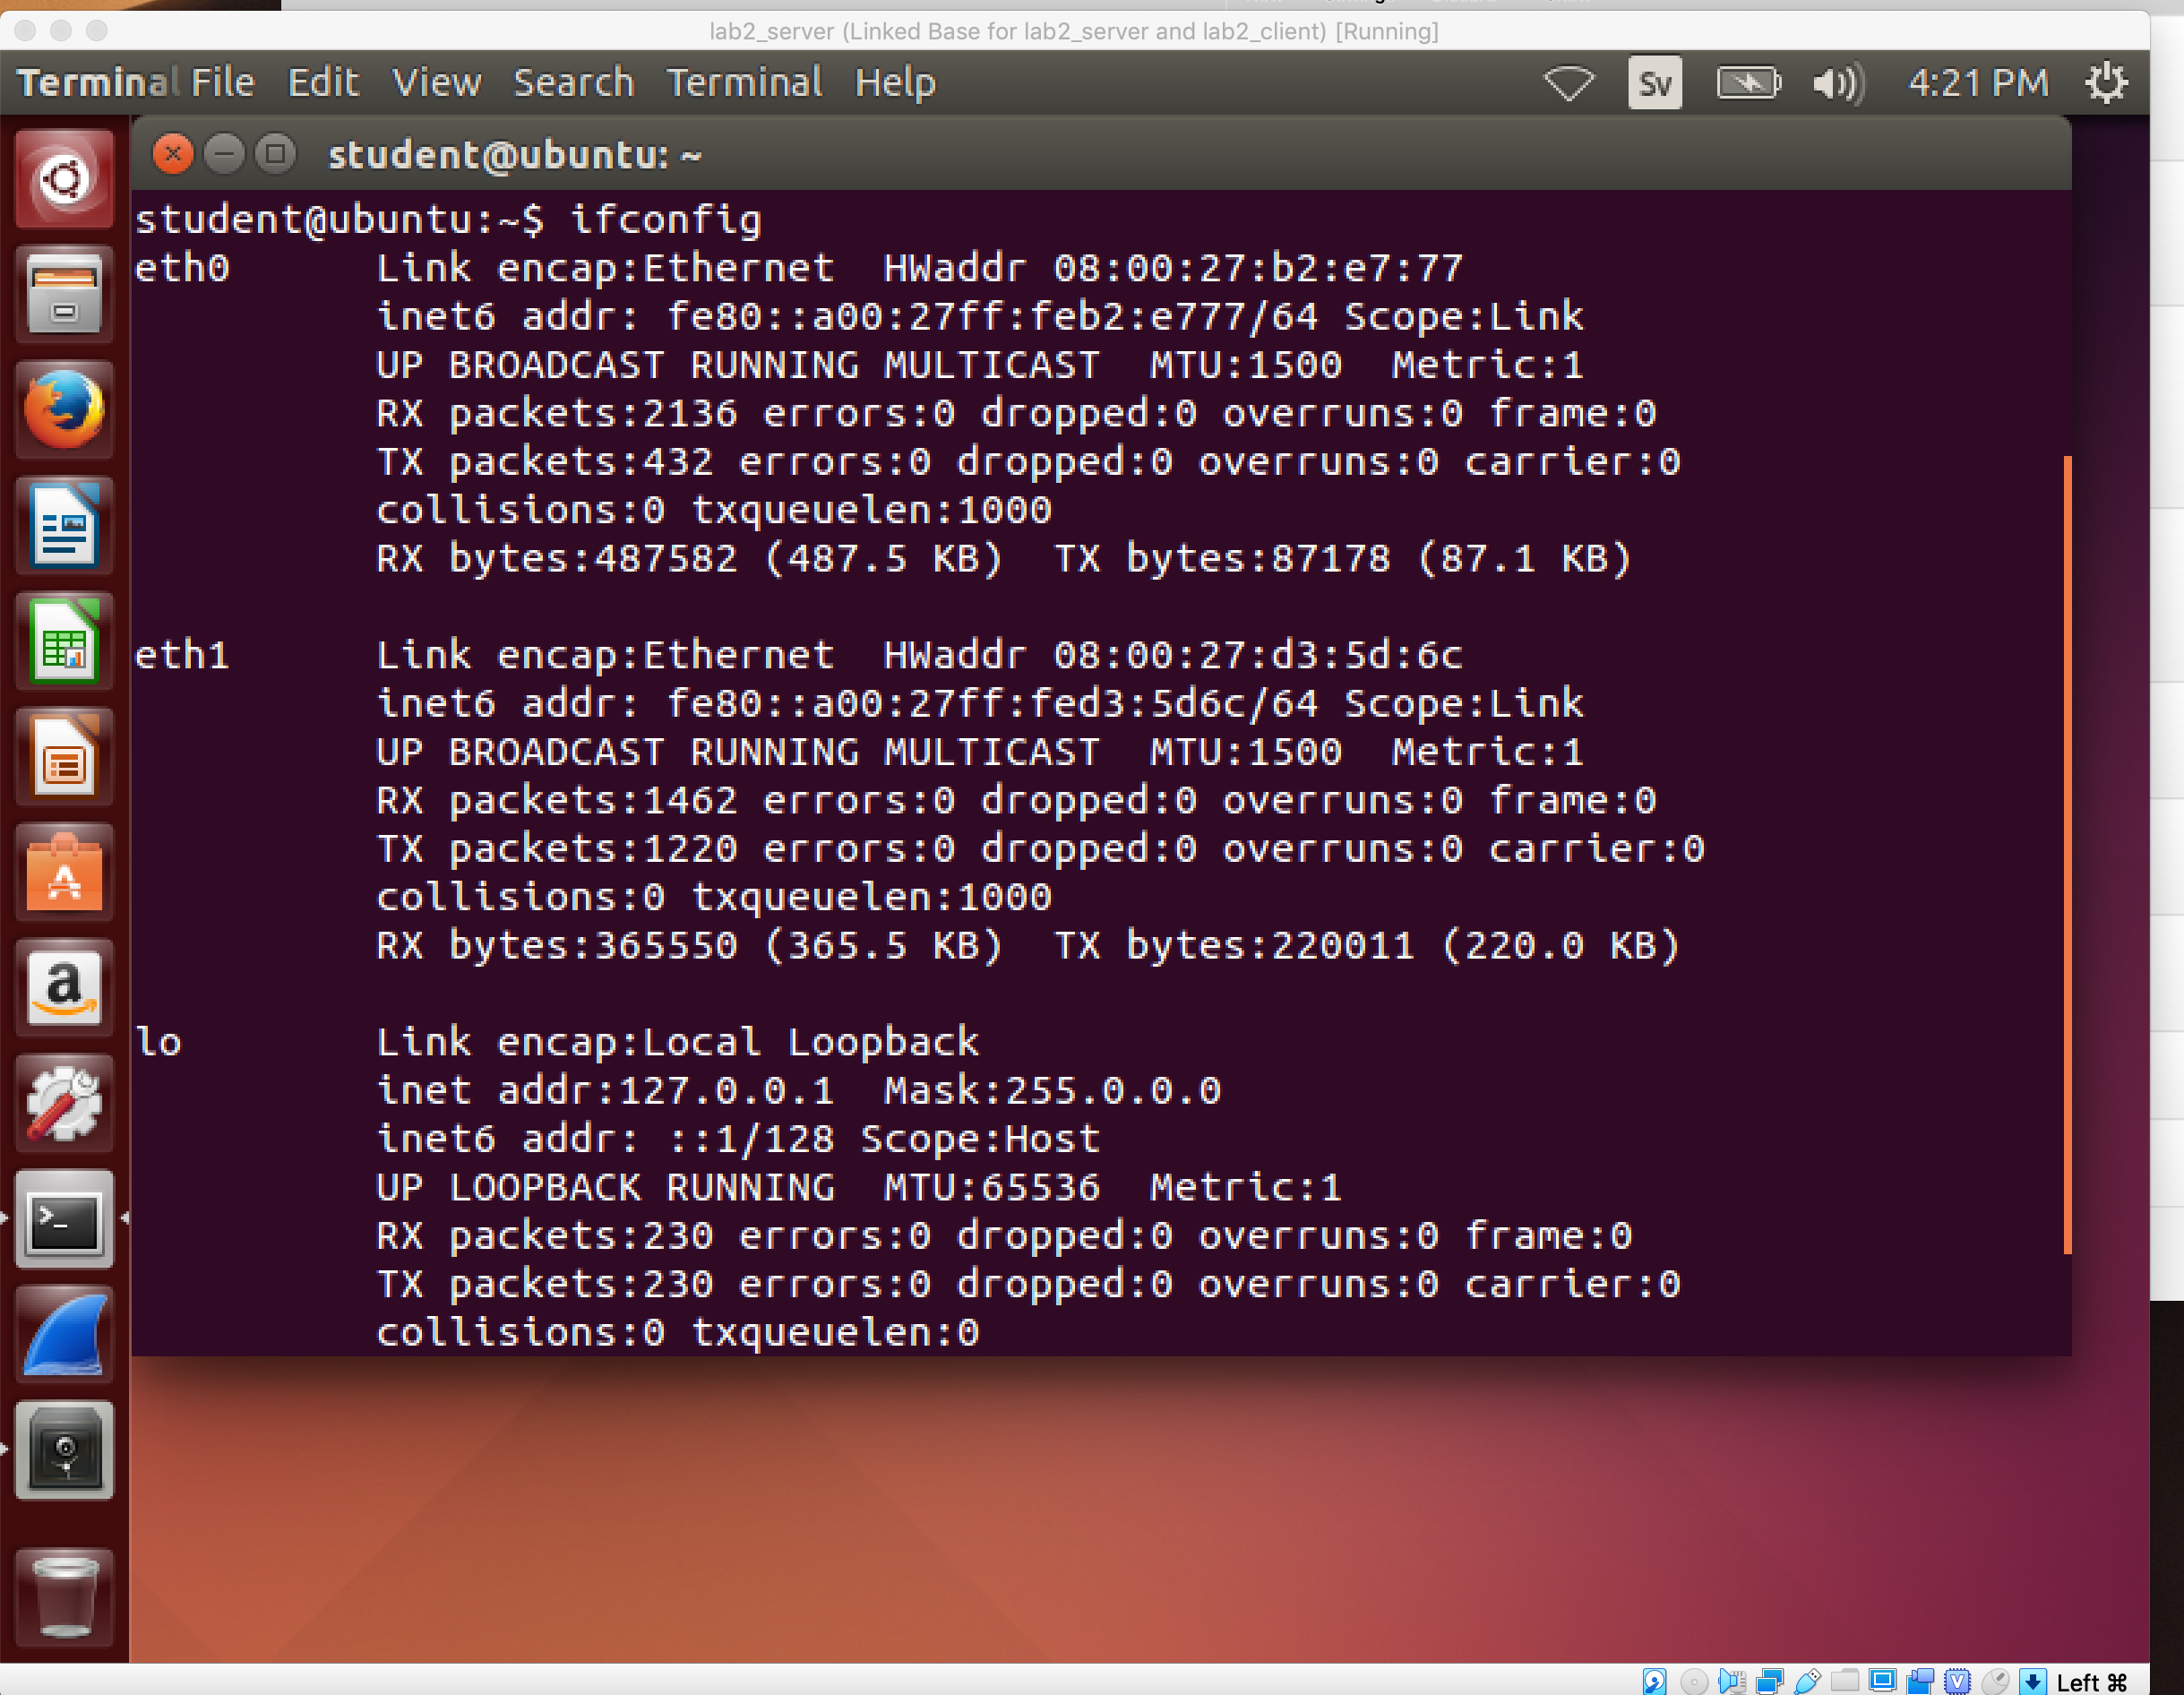 lab2_server (Linked Base for lab2_server and lab2_client) [Running]
Terminal File Edit View Search Terminal Help Sv 4:21 PM
student@ubuntu: ~
student@ubuntu:~$ ifconfig
eth0 Link encap:Ethernet HWaddr 08:00:27:b2:e7:77
inet6 addr: fe80::a00:27ff:feb2:e777/64 Scope:Link
UP BROADCAST RUNNING MULTICAST MTU:1500 Metric:1
RX packets:2136 errors:0 dropped:0 overruns:0 frame:0
TX packets:432 errors:0 dropped:0 overruns:0 carrier:0
collisions:0 txqueuelen:1000
RX bytes:487582 (487.5 KB) TX bytes:87178 (87.1 KB)
eth1 Link encap:Ethernet HWaddr 08:00:27:d3:5d:6c
inet6 addr: fe80::a00:27ff:fed3:5d6c/64 Scope:Link
UP BROADCAST RUNNING MULTICAST MTU:1500 Metric:1
RX packets:1462 errors:0 dropped:0 overruns:0 frame:0
TX packets:1220 errors:0 dropped:0 overruns:0 carrier:0
collisions:0 txqueuelen:1000
RX bytes:365550 (365.5 KB) TX bytes:220011 (220.0 KB)
lo Link encap:Local Loopback
inet addr:127.0.0.1 Mask:255.0.0.0
inet6 addr: ::1/128 Scope:Host
UP LOOPBACK RUNNING MTU:65536 Metric:1
RX packets:230 errors:0 dropped:0 overruns:0 frame:0
TX packets:230 errors:0 dropped:0 overruns:0 carrier:0
collisions:0 txqueuelen:0
Left ⌘